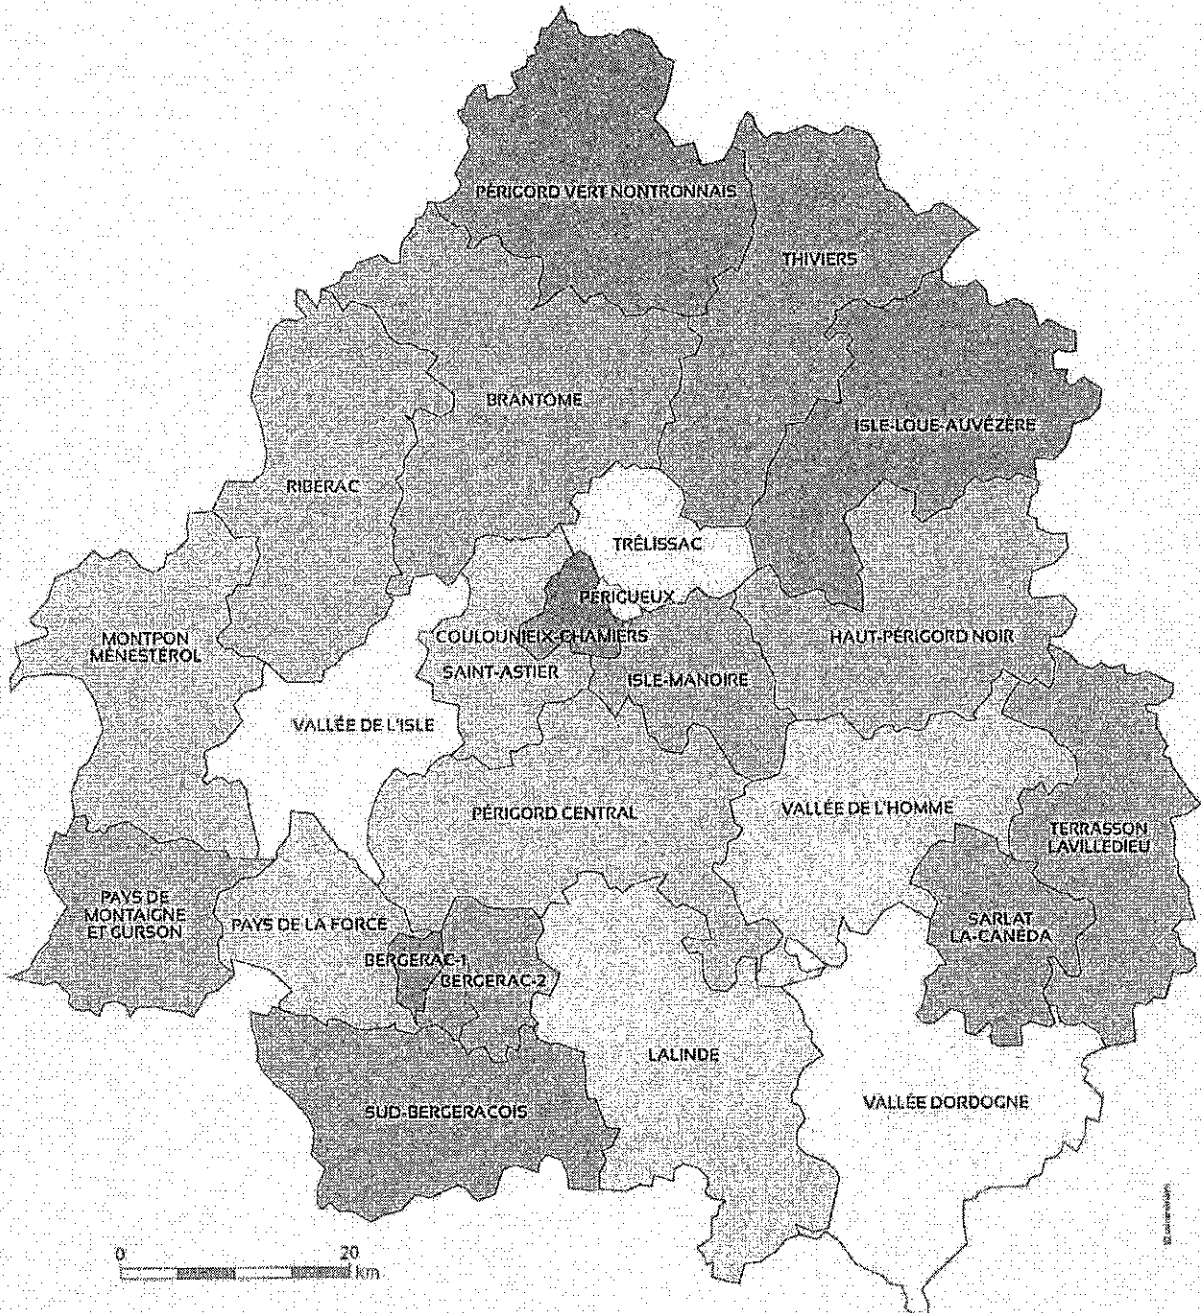 PÉRIGORD VERT NONTRONNAIS
THIVIERS
BRANTOME
ISLE-LOUE-AUVÉZÈRE
RIBERAC
TRÉLISSAC
PÉRIGUEUX
COULOUNIEIX-CHAMIERS
HAUT-PÉRIGORD NOIR
MONTPON
MÉNESTÉROL
SAINT-ASTIER
ISLE-MANOIRE
VALLÉE DE L'ISLE
VALLÉE DE L'HOMME
PÉRIGORD CENTRAL
TERRASSON
LAVILLEDIEU
PAYS DE
MONTAIGNE
ET GURSON
PAYS DE LA FORCE
SARLAT
LA-CANÉDA
BERGERAC-1
BERGERAC-2
LALINDE
VALLÉE DORDOGNE
SUD-BERGERACOIS
0 20
km